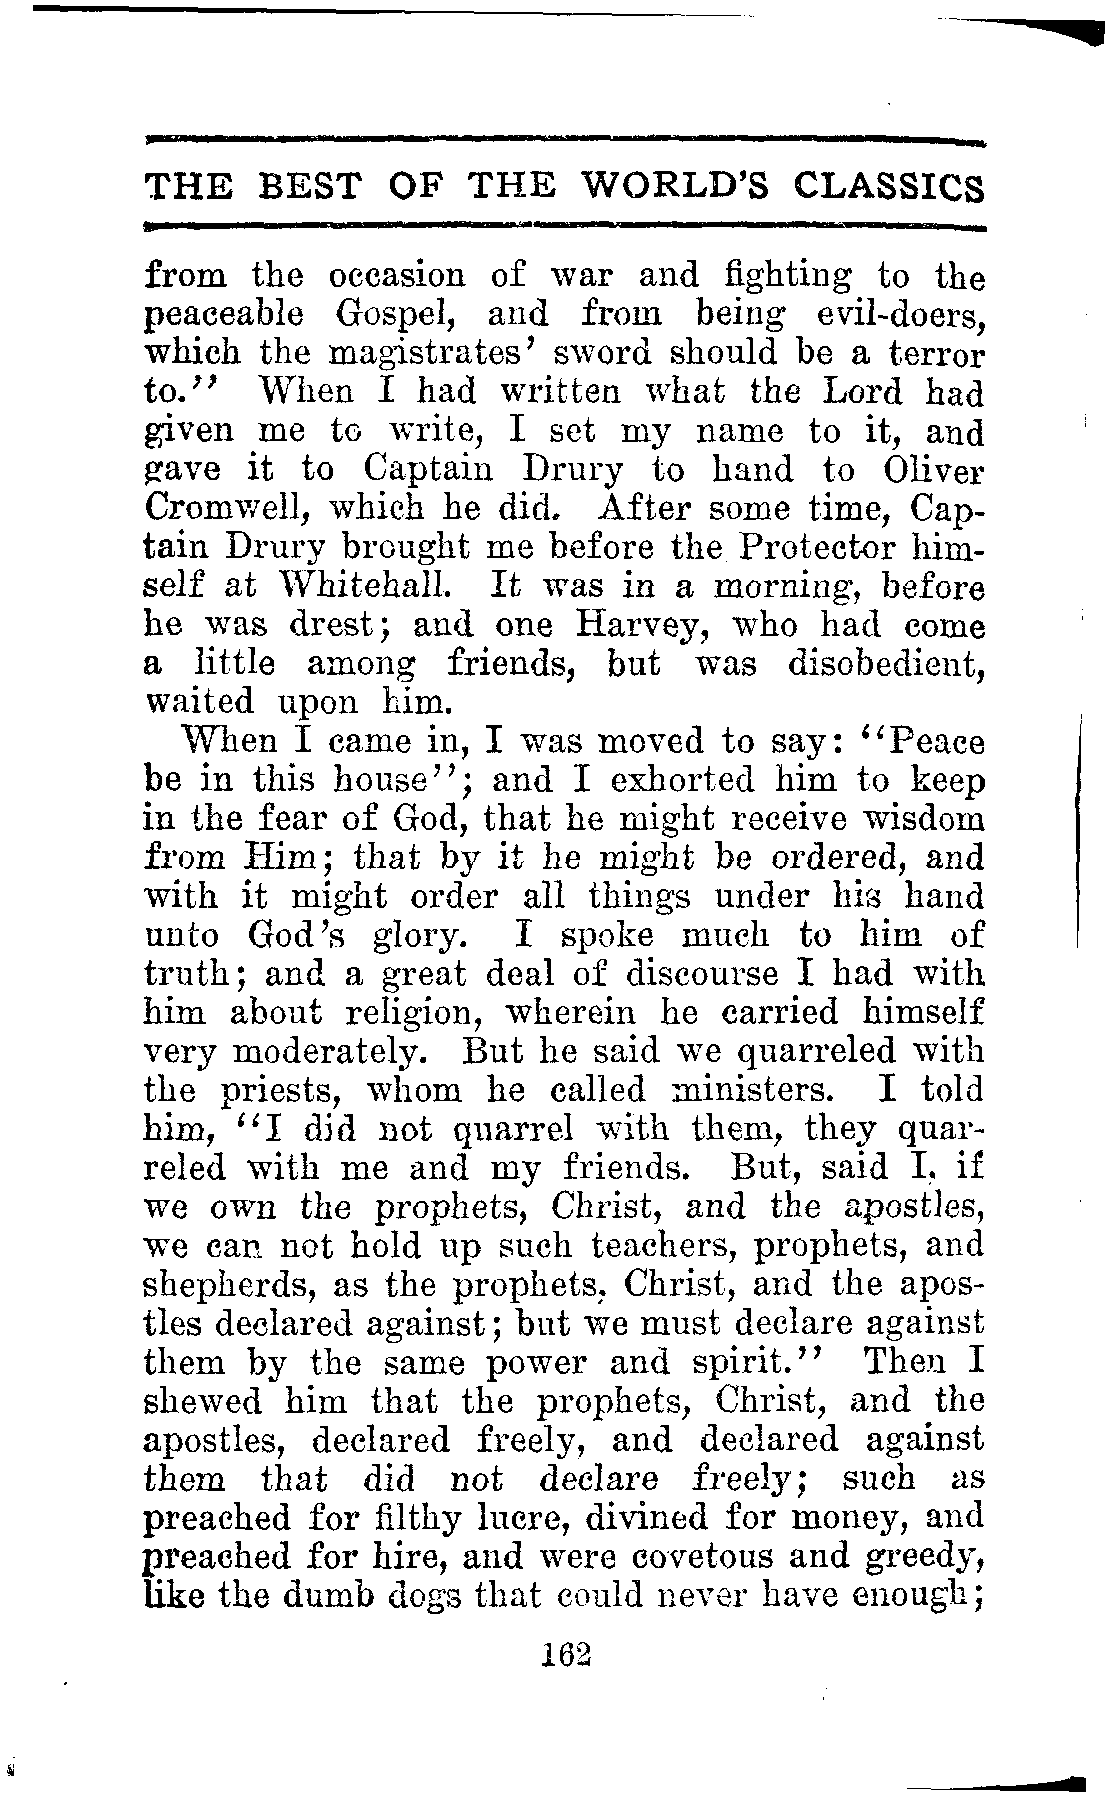 THE BEST OF THE WORLD'S CLASSICS
from the occasion of war and fighting to the
peaceable Gospel, and from being evil-doers,
which the magistrates' sword should be a terror
to.'' When I had written what the Lord had
given me to write, I set my name to it, and
gave it to Captain Drury to hand to Oliver
Cromwell, which he did. After some time, Cap-
tain Drury brought me before the Protector him-
self at Whitehall. It was in a morning, before
he was drest; and one Harvey, who had come
a little among friends, but was disobedient,
waited upon him.
When I came in, I was moved to say: ``Peace
be in this house''; and I exhorted him to keep
in the fear of God, that he might receive wisdom
from Him; that by it he might be ordered, and
with it might order all things under his hand
unto God's glory. I spoke much to him of
truth; and a great deal of discourse I had with
him about religion, wherein he carried himself
very moderately. But he said we quarreled with
the priests, whom he called ministers. I told
him, ``I did not quarrel with them, they quar-
reled with me and my friends. But, said I, if
we own the prophets, Christ, and the apostles,
we can not hold up such teachers, prophets, and
shepherds, as the prophets, Christ, and the apos-
tles declared against; but we must declare against
them by the same power and spirit.'' Then I
shewed him that the prophets, Christ, and the
apostles, declared freely, and declared against
them that did not declare freely; such as
preached for filthy lucre, divined for money, and
preached for hire, and were covetous and greedy,
like the dumb dogs that could never have enough;
162